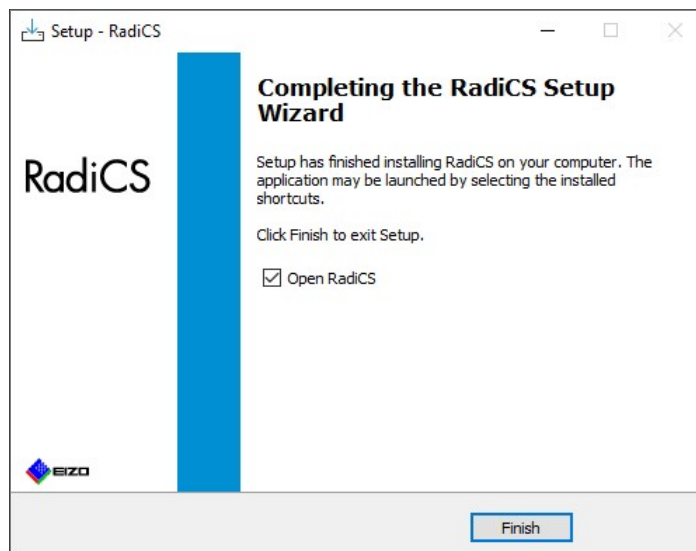 Setup - RadiCS
Completing the RadiCS Setup
Wizard
RadiCS
Setup has finished installing RadiCS on your computer. The
application may be launched by selecting the installed
shortcuts.
Click Finish to exit Setup.
Open RadiCS
EIZO
Finish